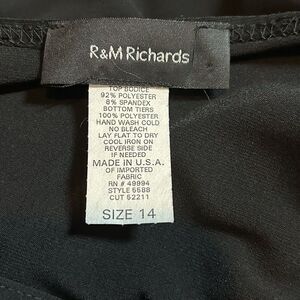 R&M Richards
TOP BODICE
92% POLYESTER
8% SPANDEX
BOTTOM TIERS
100% POLYESTER
HAND WASH COLD
NO BLEACH
LAY FLAT TO DRY
COOL IRON ON
REVERSE SIDE
IF NEEDED
MADE IN U.S.A.
OF IMPORTED
FABRIC
RN # 49994
STYLE 5588
CUT 52211
SIZE 14